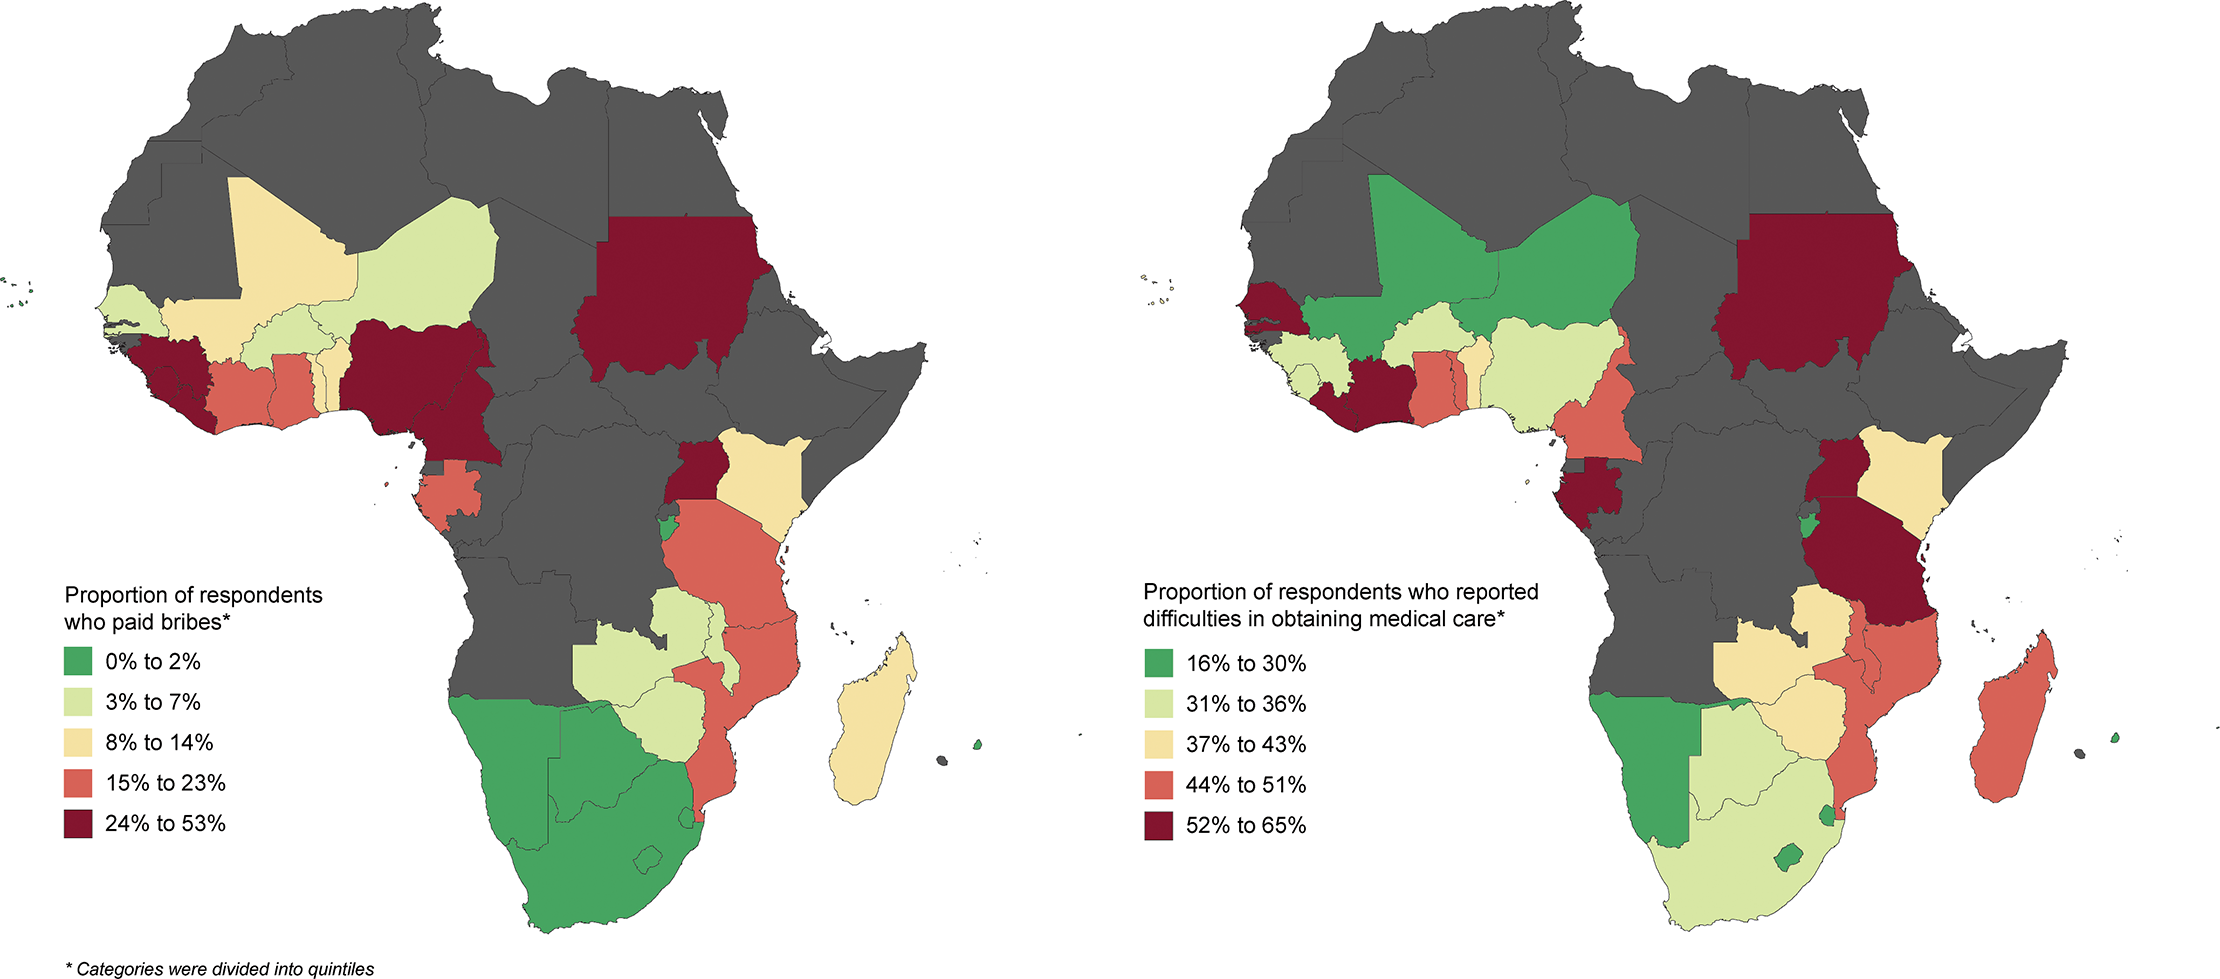 Proportion of respondents
who paid bribes*
0% to 2%
3% to 7%
8% to 14%
15% to 23%
24% to 53%
* Categories were divided into quintiles
Proportion of respondents who reported
difficulties in obtaining medical care*
16% to 30%
31% to 36%
37% to 43%
44% to 51%
52% to 65%